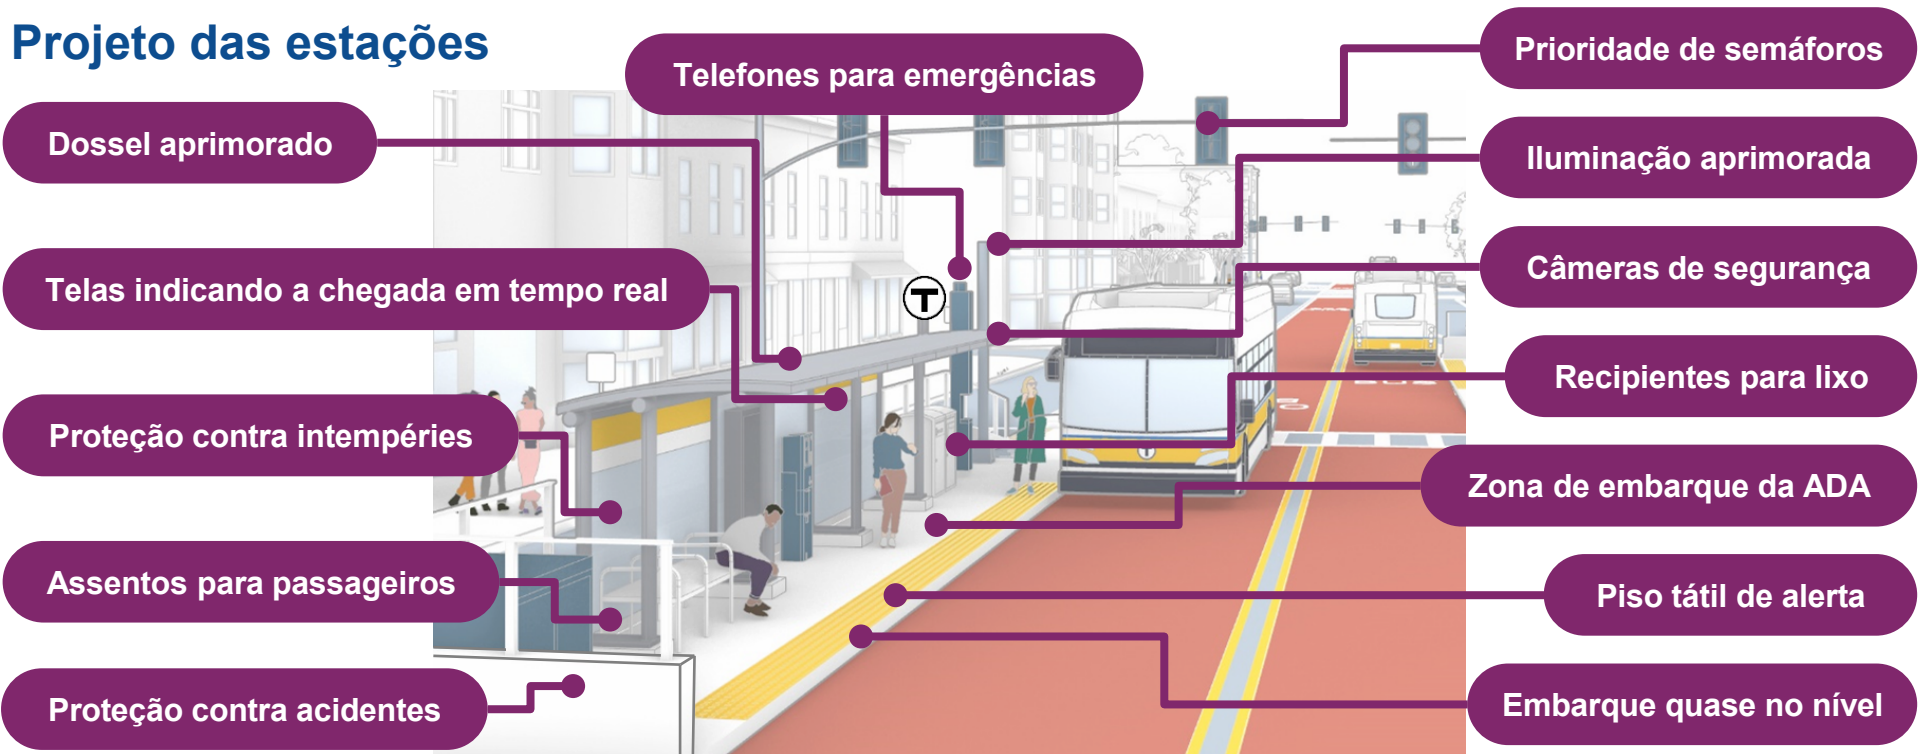 Projeto das estações
Telefones para emergências
Prioridade de semáforos
Dossel aprimorado
Iluminação aprimorada
Telas indicando a chegada em tempo real
Câmeras de segurança
T
Recipientes para lixo
Proteção contra intempéries
Zona de embarque da ADA
Assentos para passageiros
Piso tátil de alerta
Proteção contra acidentes
Embarque quase no nível